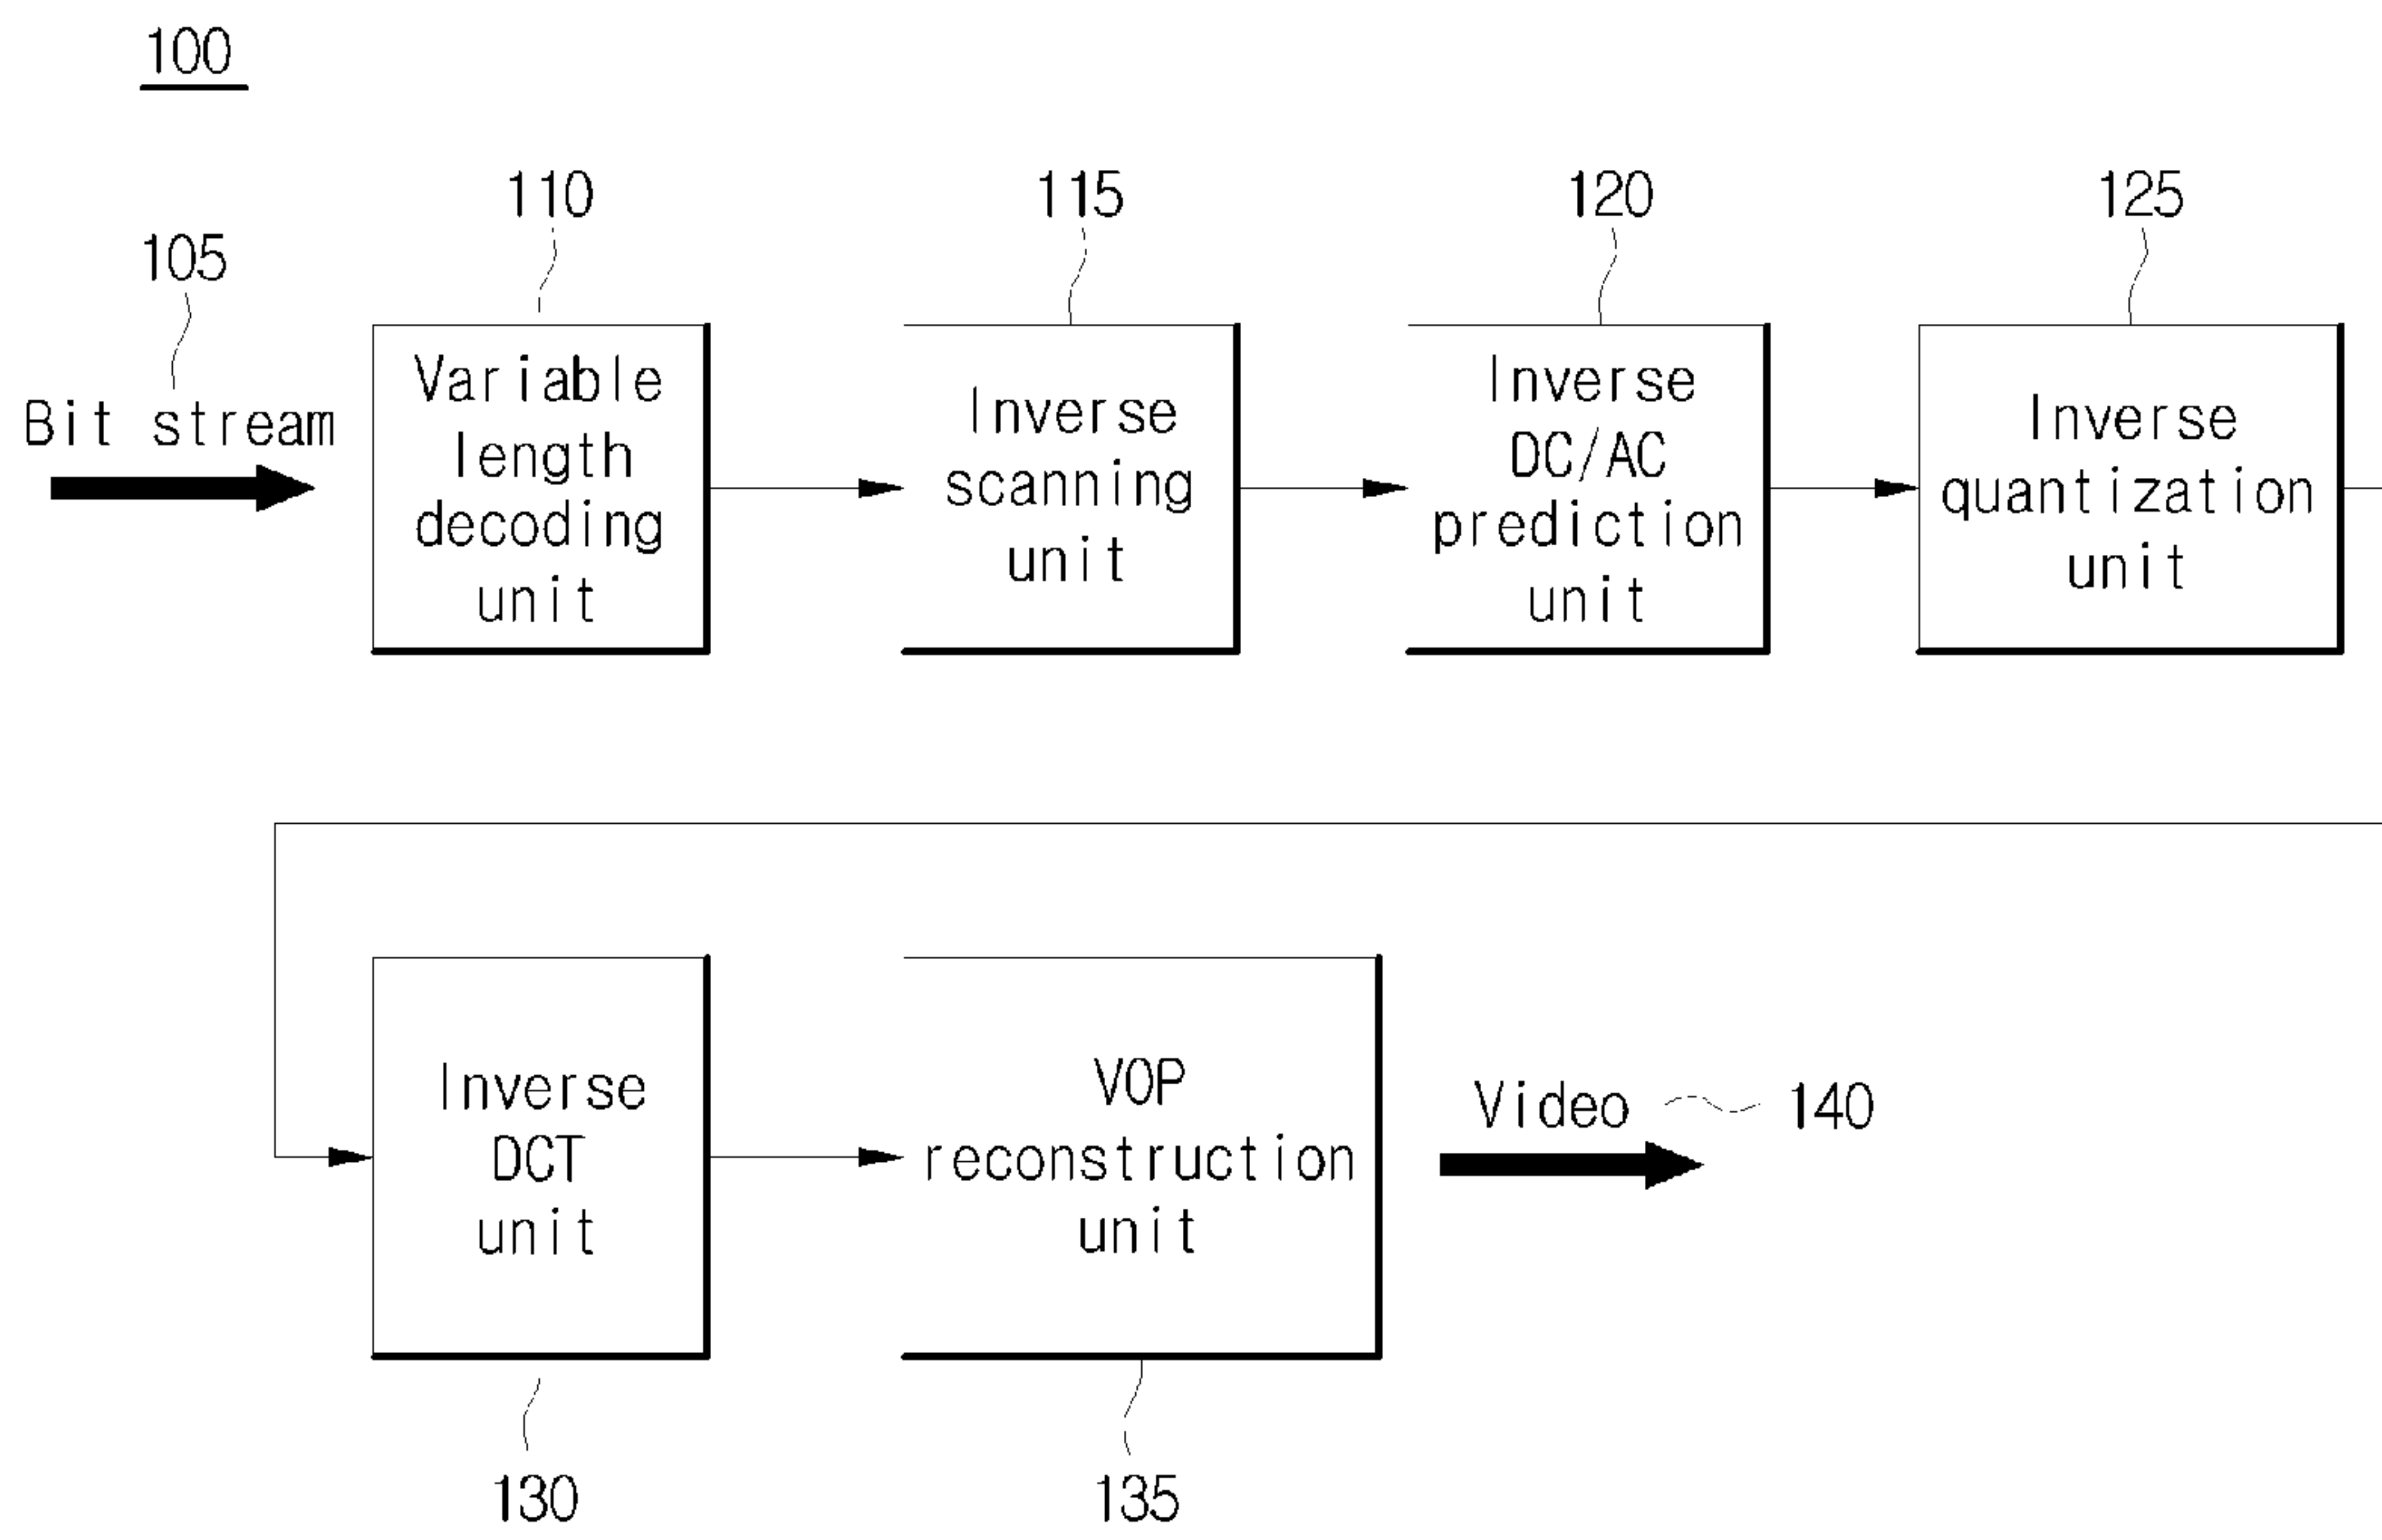 100
110
115
120
125
105
Bit stream
Variable
length
decoding
unit
Inverse
scanning
unit
Inverse
DC/AC
prediction
unit
Inverse
quantization
unit
Inverse
DCT
unit
VOP
reconstruction
unit
Video
140
130
135